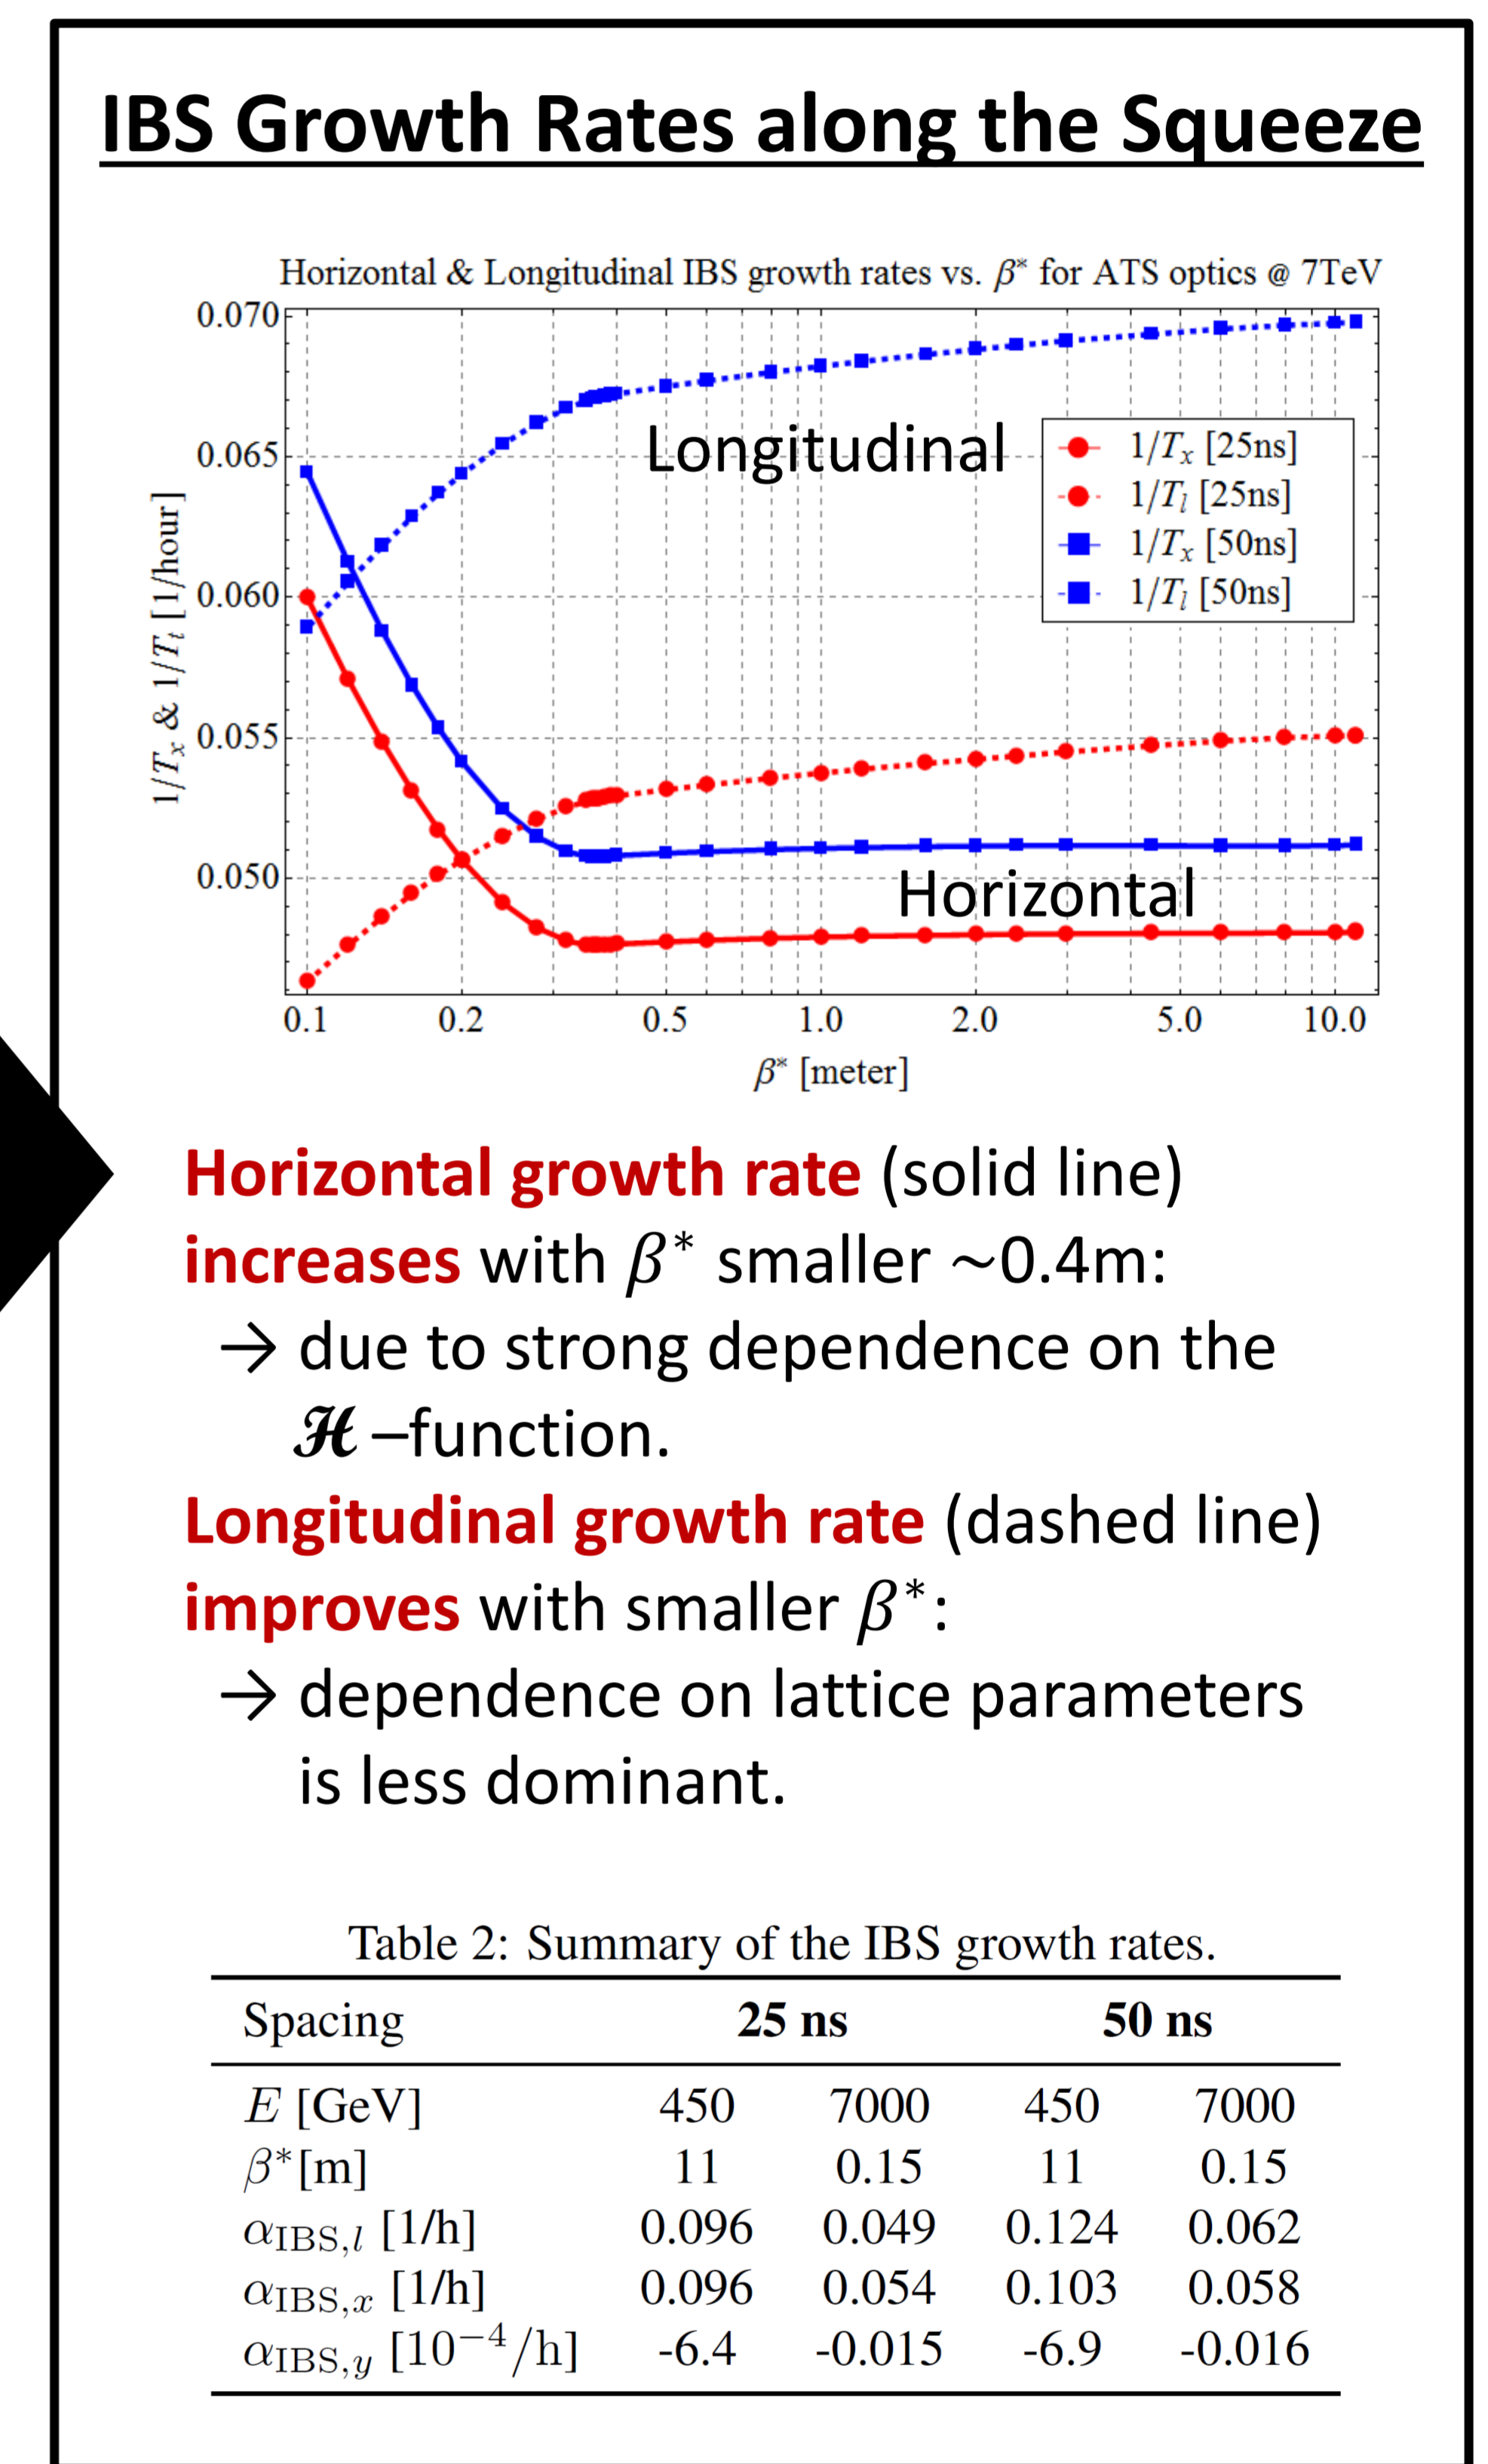 IBS Growth Rates along the Squeeze
Horizontal & Longitudinal IBS growth rates vs. β* for ATS optics @ 7TeV
0.070
0.065
0.060
0.055
0.050
1/Tx & 1/Tt [1/hour]
Longitudinal
1/Tx [25ns]
1/Tl [25ns]
1/Tx [50ns]
1/Tl [50ns]
Horizontal
0.1 0.2 0.5 1.0 2.0 5.0 10.0
β* [meter]
Horizontal growth rate (solid line)
increases with β* smaller ~0.4m:
→ due to strong dependence on the
ℋ –function.
Longitudinal growth rate (dashed line)
improves with smaller β*:
→ dependence on lattice parameters
is less dominant.
Table 2: Summary of the IBS growth rates.
Spacing 25 ns 50 ns
E [GeV] 450 7000 450 7000
β*[m] 11 0.15 11 0.15
αIBS,l [1/h] 0.096 0.049 0.124 0.062
αIBS,x [1/h] 0.096 0.054 0.103 0.058
αIBS,y [10−4/h] -6.4 -0.015 -6.9 -0.016